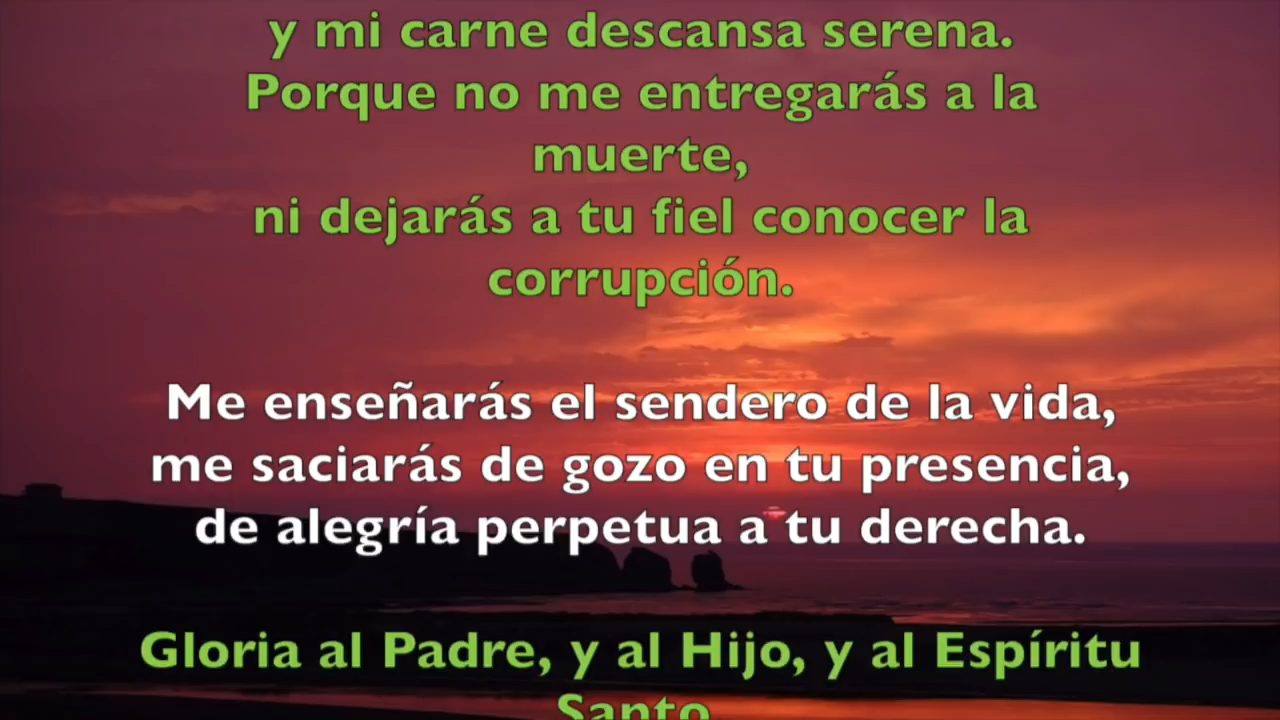 y mi carne descansa serena.
Porque no me entregarás a la
muerte,
ni dejarás a tu fiel conocer la
corrupción.
Me enseñarás el sendero de la vida,
me saciarás de gozo en tu presencia,
de alegría perpetua a tu derecha.
Gloria al Padre, y al Hijo, y al Espíritu
Santo.